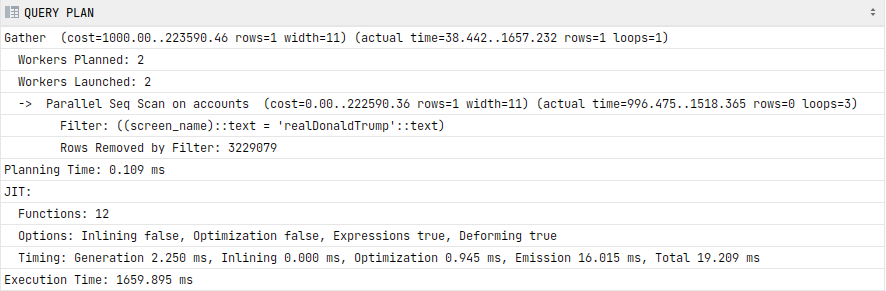 QUERY PLAN
Gather  (cost=1000.00..223590.46 rows=1 width=11) (actual time=38.442..1657.232 rows=1 loops=1)
  Workers Planned: 2
  Workers Launched: 2
  ->  Parallel Seq Scan on accounts  (cost=0.00..222590.36 rows=1 width=11) (actual time=996.475..1518.365 rows=0 loops=3)
        Filter: ((screen_name)::text = 'realDonaldTrump'::text)
        Rows Removed by Filter: 3229079
Planning Time: 0.109 ms
JIT:
  Functions: 12
  Options: Inlining false, Optimization false, Expressions true, Deforming true
  Timing: Generation 2.250 ms, Inlining 0.000 ms, Optimization 0.945 ms, Emission 16.015 ms, Total 19.209 ms
Execution Time: 1659.895 ms